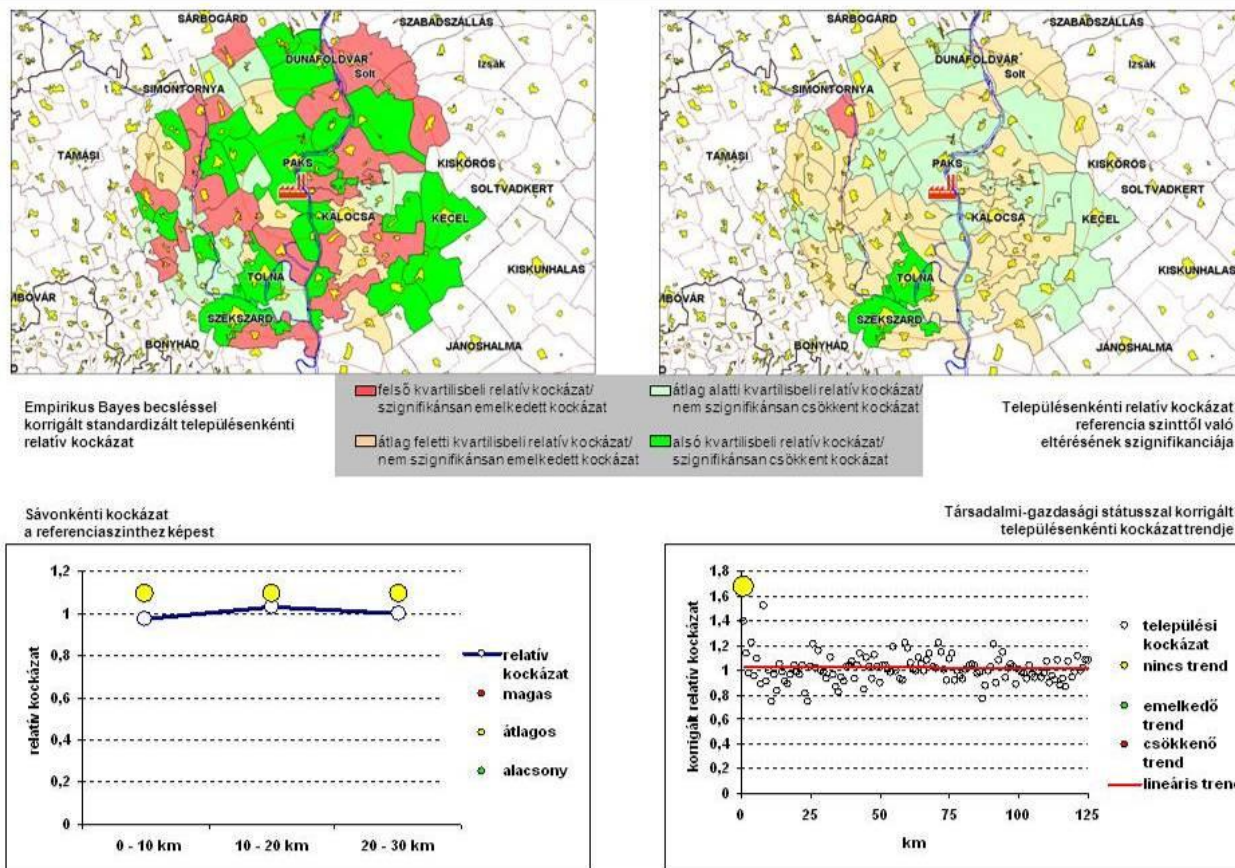 SÁRBOGÁRD
SZABADSZÁLLÁS
DUNAFÖLDVÁR
Izsák
Solt
SIMONTORNYA
TAMÁSI
PAKS
KISKŐRÖS
SOLTVADKERT
KALOCSA
KECEL
TOLNA
KISKUNHALAS
MBOVÁR
SZEKSZÁRD
BONYHÁD
JÁNOSHALMA
SÁRBOGÁRD
SZABADSZÁLLÁS
DUNAFÖLDVÁR
Izsák
Solt
SIMONTORNYA
TAMÁSI
PAKS
KISKŐRÖS
SOLTVADKERT
KALOCSA
KECEL
TOLNA
KISKUNHALAS
MBOVÁR
SZEKSZÁRD
BONYHÁD
JÁNOSHALMA
Empirikus Bayes becsléssel
korrigált standardizált településenkénti
relatív kockázat
felső kvartilisbeli relatív kockázat/
szignifikánsan emelkedett kockázat
átlag feletti kvartilisbeli relatív kockázat/
nem szignifikánsan emelkedett kockázat
átlag alatti kvartilisbeli relatív kockázat/
nem szignifikánsan csökkent kockázat
alsó kvartilisbeli relatív kockázat/
szignifikánsan csökkent kockázat
Településenkénti relatív kockázat
referencia szinttől való
eltérésének szignifikanciája
Sávonkénti kockázat
a referenciaszinthez képest
relatív kockázat
1,2
1
0,8
0,6
0,4
0,2
0
0 - 10 km
10 - 20 km
20 - 30 km
relatív
kockázat
magas
átlagos
alacsony
Társadalmi-gazdasági státusszal korrigált
településenkénti kockázat trendje
korrigált relatív kockázat
1,8
1,6
1,4
1,2
1
0,8
0,6
0,4
0,2
0
0
25
50
75
100
125
km
települési
kockázat
nincs trend
emelkedő
trend
csökkenő
trend
lineáris trend